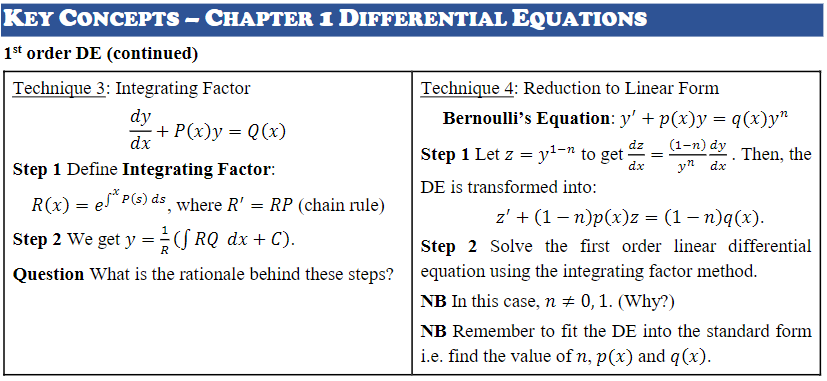 KEY CONCEPTS – CHAPTER 1 DIFFERENTIAL EQUATIONS
1st order DE (continued)
Technique 3: Integrating Factor
dy/dx + P(x)y = Q(x)
Step 1 Define Integrating Factor:
R(x) = e^{∫^x P(s) ds}, where R′ = RP (chain rule)
Step 2 We get y = 1/R (∫ RQ dx + C).
Question What is the rationale behind these steps?
Technique 4: Reduction to Linear Form
Bernoulli's Equation: y′ + p(x)y = q(x)y^n
Step 1 Let z = y^{1−n} to get dz/dx = (1−n)/y^n dy/dx . Then, the
DE is transformed into:
z′ + (1 − n)p(x)z = (1 − n)q(x).
Step 2 Solve the first order linear differential
equation using the integrating factor method.
NB In this case, n ≠ 0, 1. (Why?)
NB Remember to fit the DE into the standard form
i.e. find the value of n, p(x) and q(x).